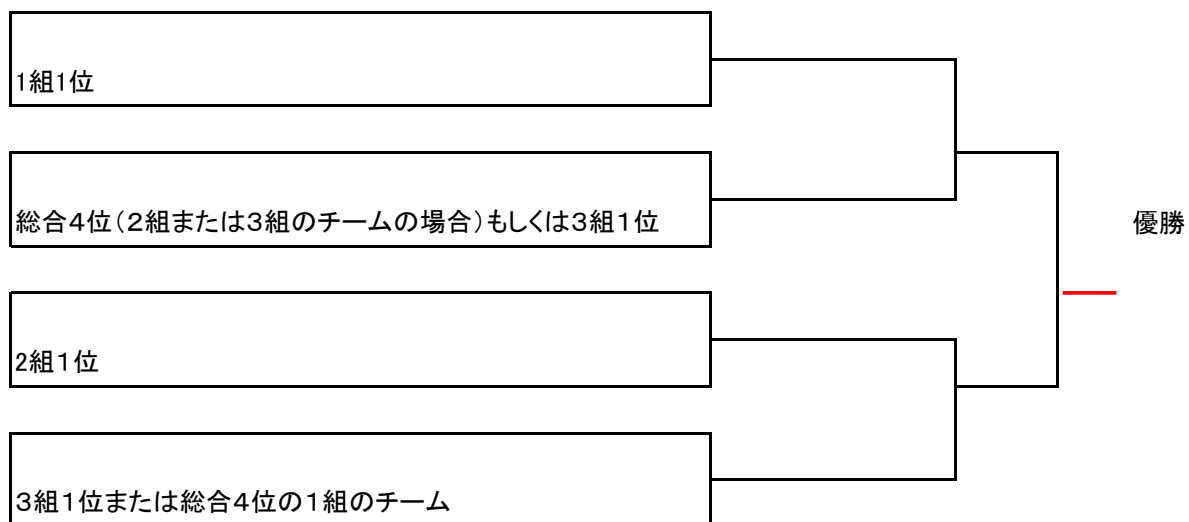 1組1位
総合４位（２組または３組のチームの場合）もしくは３組１位
優勝
2組１位
３組１位または総合４位の１組のチーム